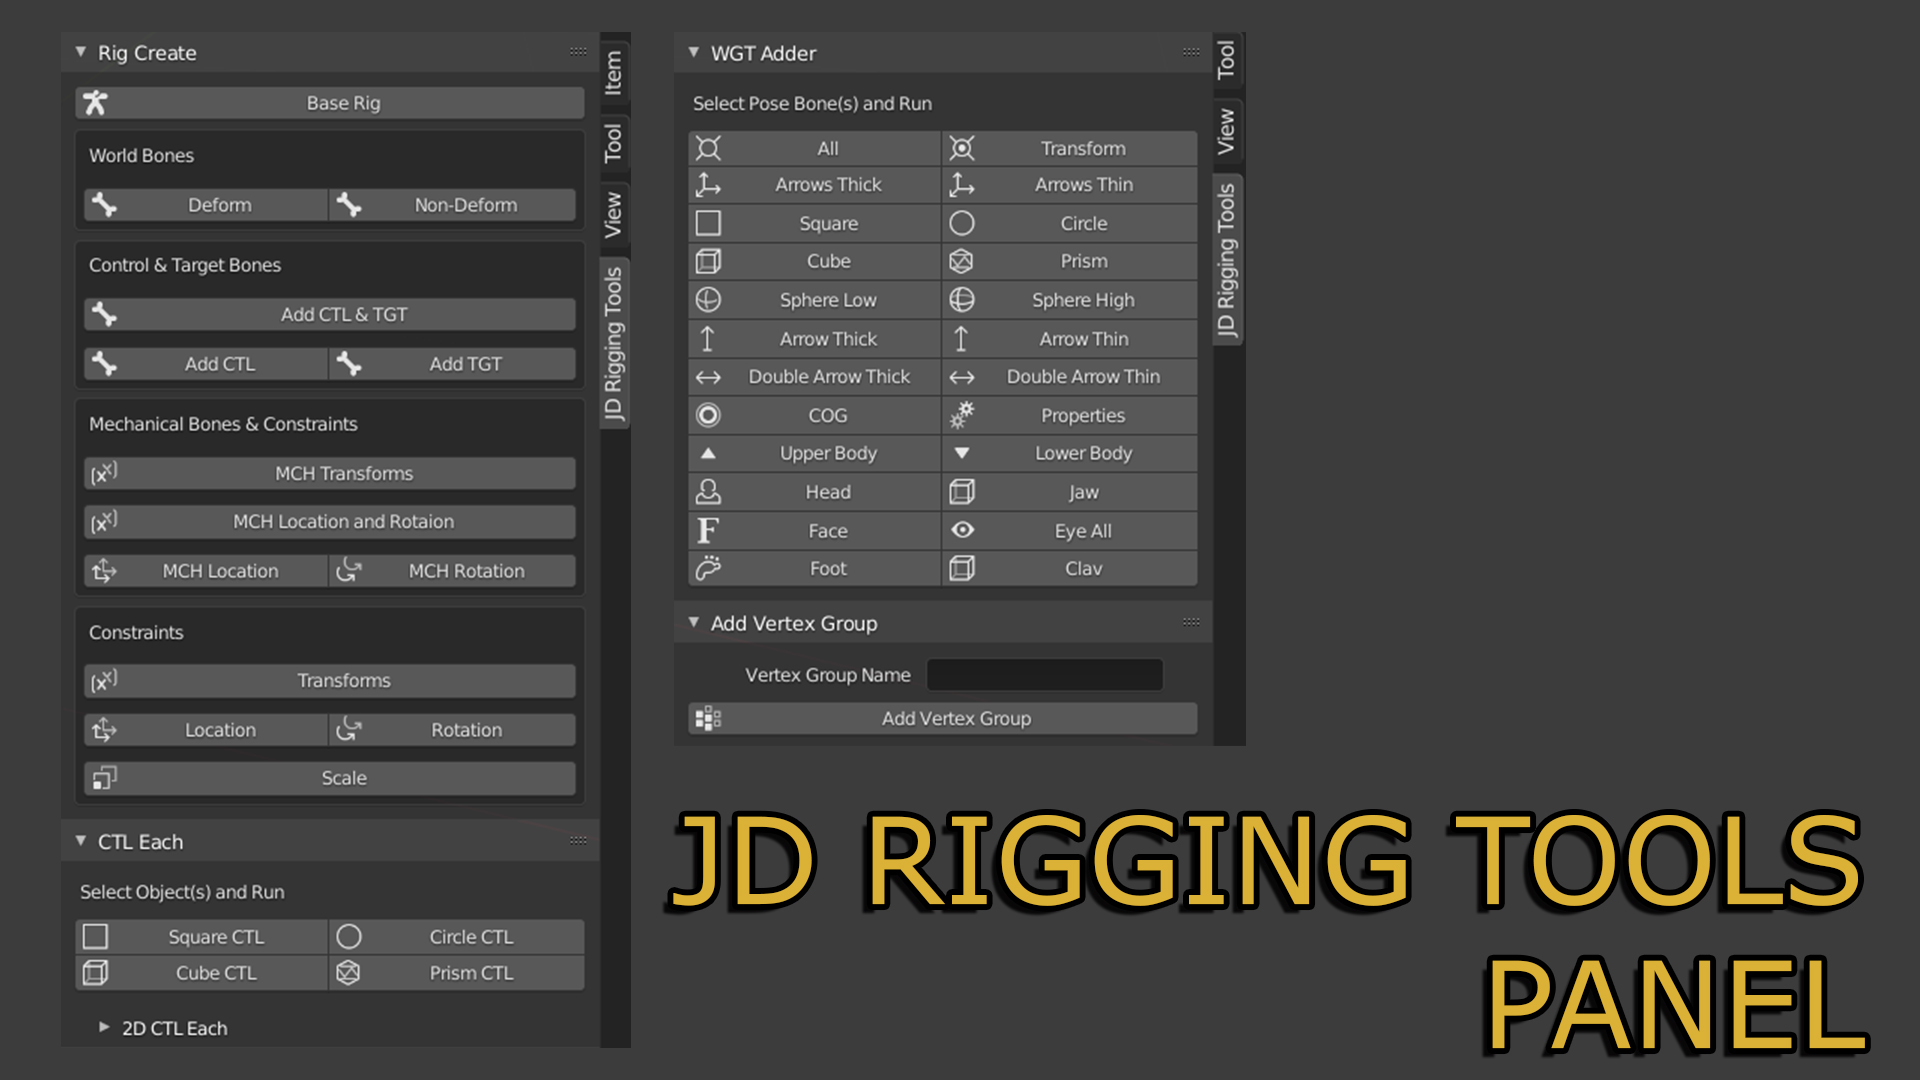 Rig Create
Base Rig
World Bones
Deform
Non-Deform
Control & Target Bones
Add CTL & TGT
Add CTL
Add TGT
Mechanical Bones & Constraints
MCH Transforms
MCH Location and Rotaion
MCH Location
MCH Rotation
Constraints
Transforms
Location
Rotation
Scale
CTL Each
Select Object(s) and Run
Square CTL
Circle CTL
Cube CTL
Prism CTL
2D CTL Each
Item
Tool
View
JD Rigging Tools
WGT Adder
Select Pose Bone(s) and Run
All
Transform
Arrows Thick
Arrows Thin
Square
Circle
Cube
Prism
Sphere Low
Sphere High
Arrow Thick
Arrow Thin
Double Arrow Thick
Double Arrow Thin
COG
Properties
Upper Body
Lower Body
Head
Jaw
F
Face
Eye All
Foot
Clav
Add Vertex Group
Vertex Group Name
Add Vertex Group
Tool
View
JD Rigging Tools
JD RIGGING TOOLS
PANEL